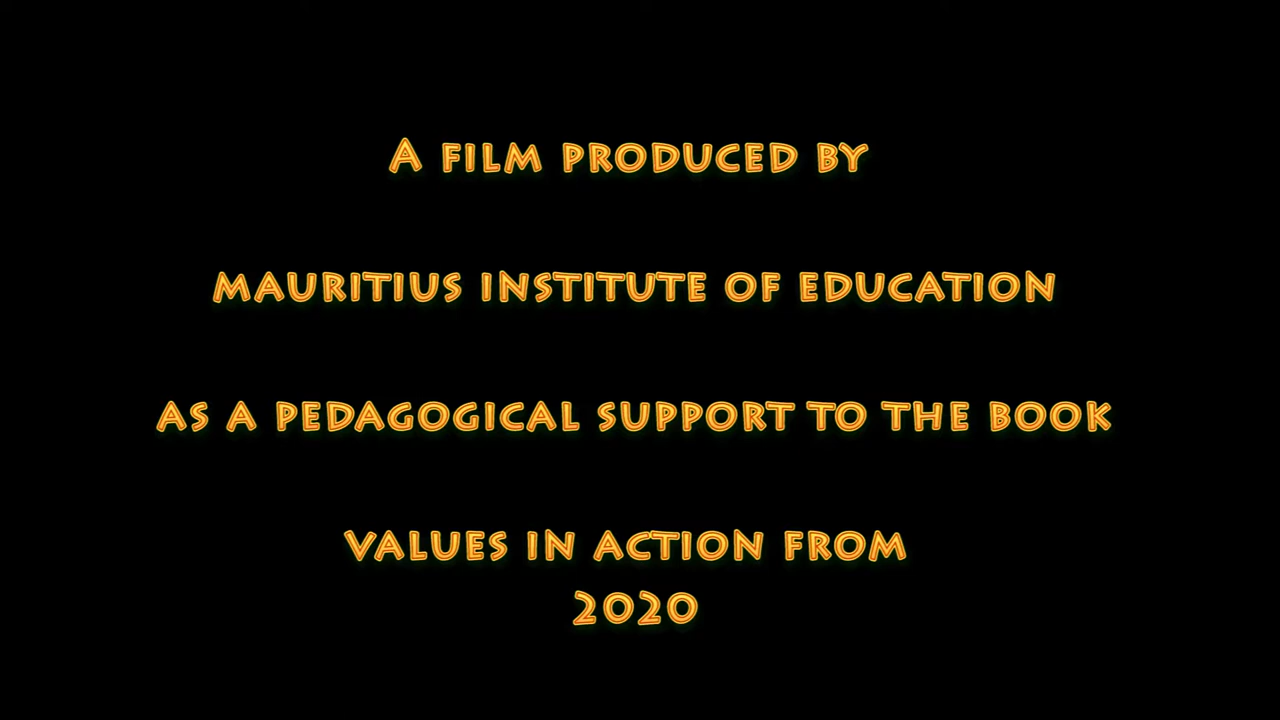 A FILM PRODUCED BY
MAURITIUS INSTITUTE OF EDUCATION
AS A PEDAGOGICAL SUPPORT TO THE BOOK
VALUES IN ACTION FROM
2020